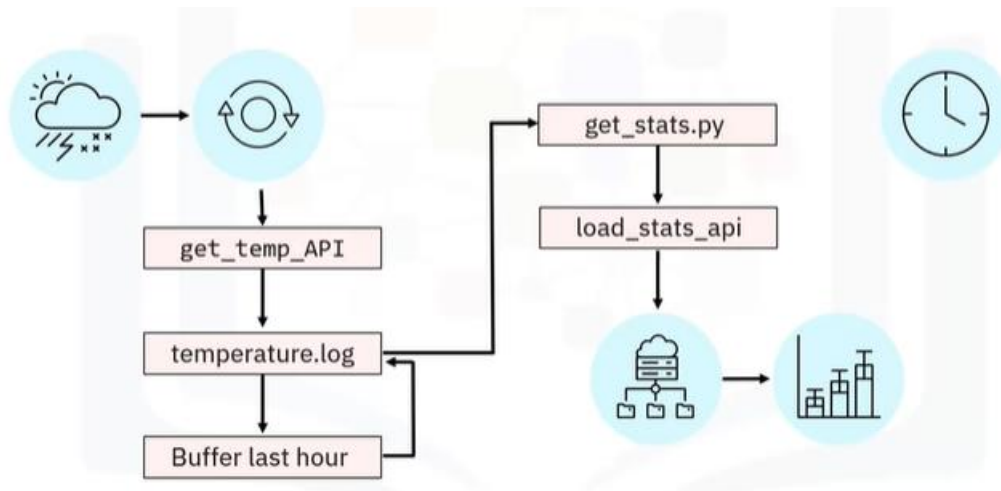 get_temp_API
temperature.log
Buffer last hour
get_stats.py
load_stats_api